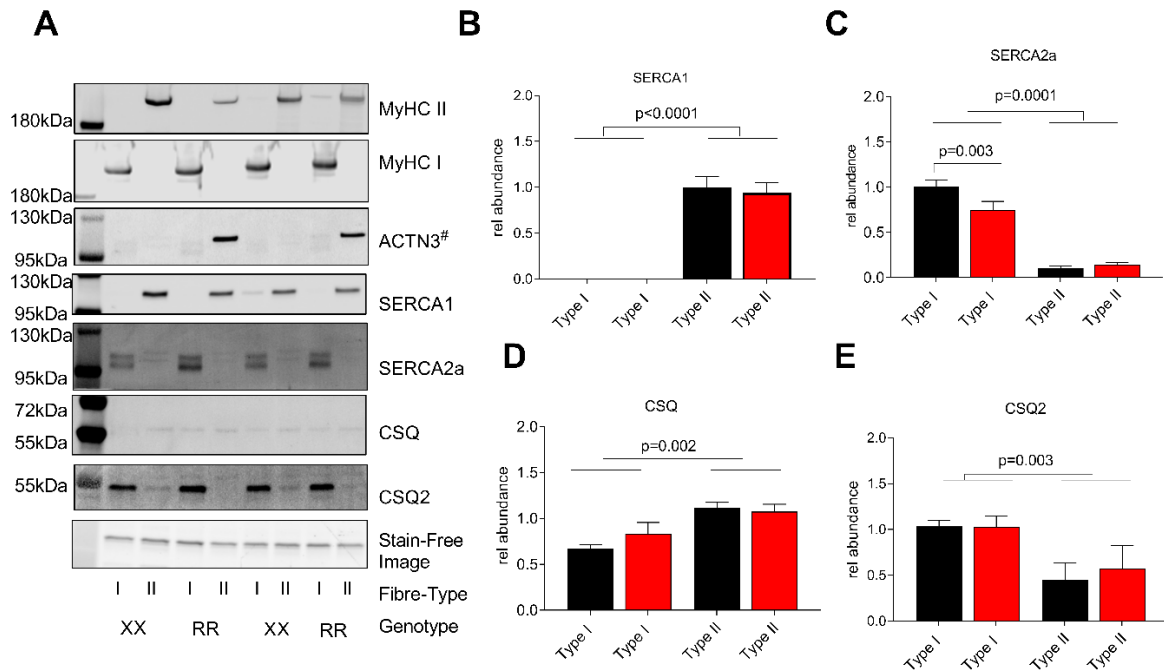 A
180kDa
MyHC II
MyHC I
180kDa
130kDa
ACTN3#
95kDa
130kDa
SERCA1
95kDa
130kDa
SERCA2a
95kDa
72kDa
CSQ
55kDa
55kDa
CSQ2
Stain-Free
Image
I II I II I II I II Fibre-Type
XX RR XX RR Genotype
B
SERCA1
rel abundance
2.0
1.5
1.0
0.5
0.0
p<0.0001
Type I Type I Type II Type II
C
SERCA2a
rel abundance
2.0
1.5
1.0
0.5
0.0
p=0.0001
p=0.003
Type I Type I Type II Type II
D
CSQ
rel abundance
2.0
1.5
1.0
0.5
0.0
p=0.002
Type I Type I Type II Type II
E
CSQ2
rel abundance
2.0
1.5
1.0
0.5
0.0
p=0.003
Type I Type I Type II Type II